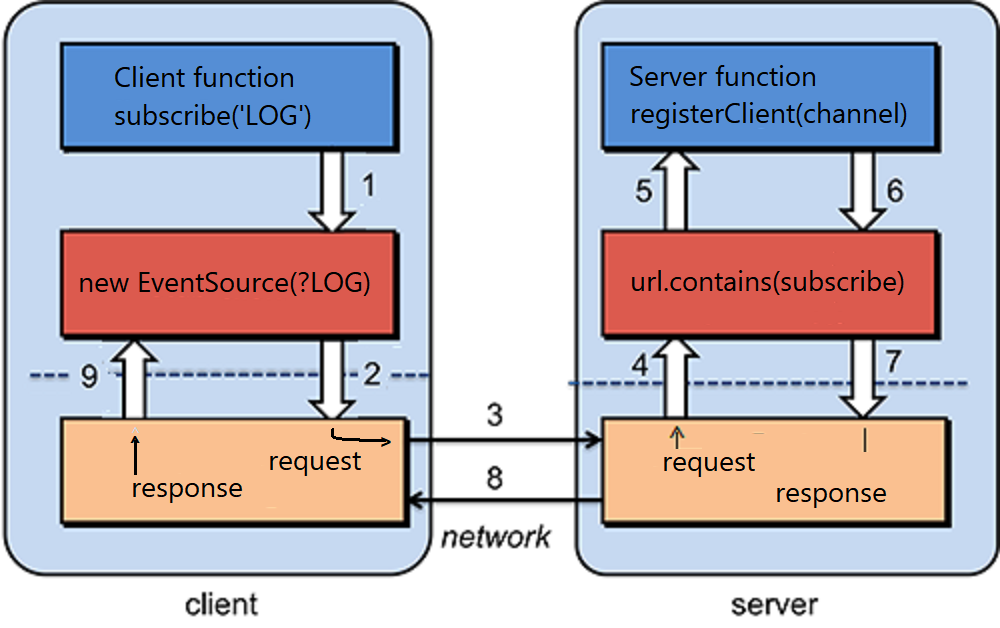 Client function
subscribe('LOG')
1
new EventSource(?LOG)
9
2
request
response
client
3
8
network
Server function
registerClient(channel)
5
6
url.contains(subscribe)
4
7
request
response
server